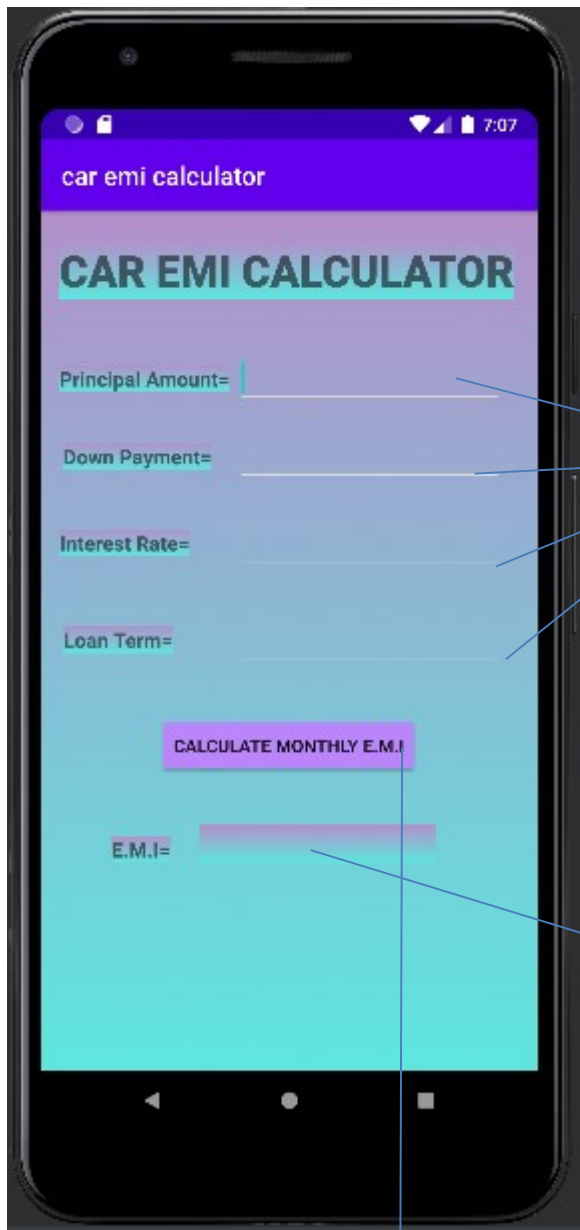 7:07
car emi calculator
CAR EMI CALCULATOR
Principal Amount=
Down Payment=
Interest Rate=
Loan Term=
CALCULATE MONTHLY E.M.I
E.M.I=